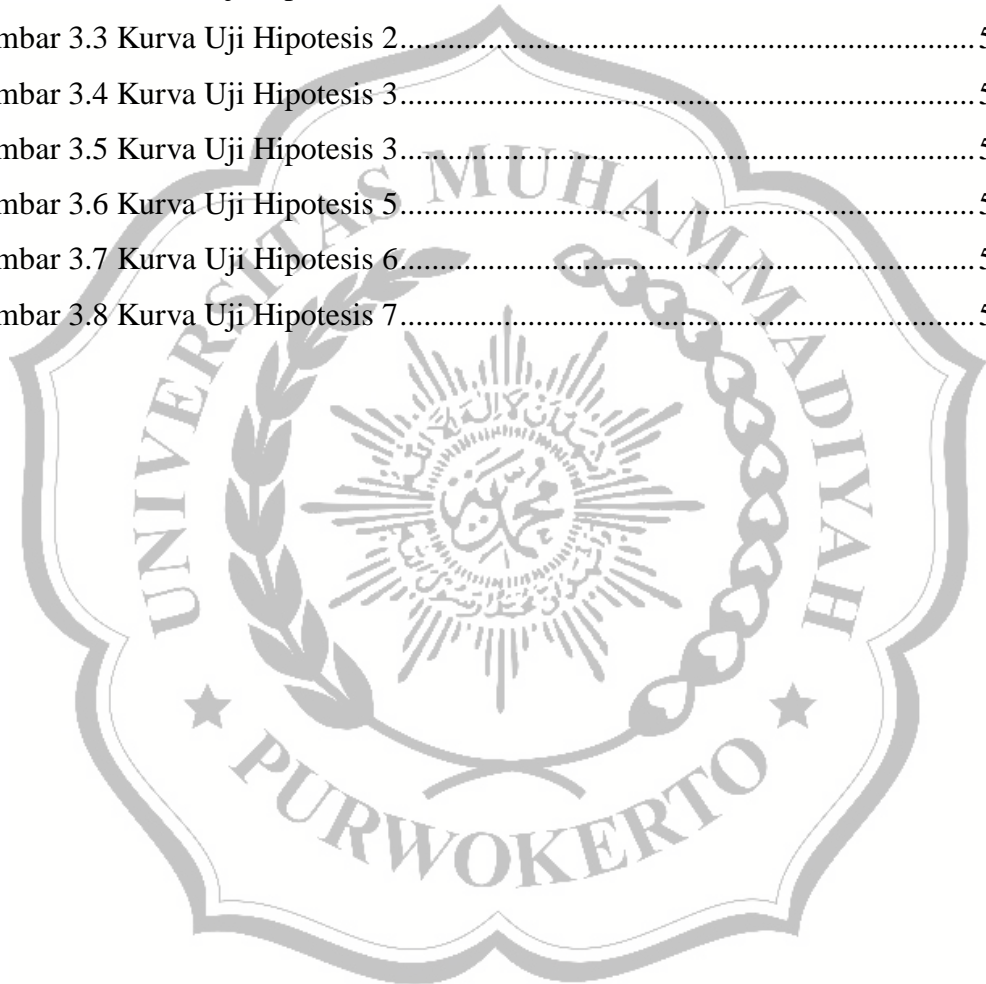 mbar 3.3 Kurva Uji Hipotesis 2.......................................................................... 5
mbar 3.4 Kurva Uji Hipotesis 3.......................................................................... 5
mbar 3.5 Kurva Uji Hipotesis 3.......................................................................... 5
mbar 3.6 Kurva Uji Hipotesis 5.......................................................................... 5
mbar 3.7 Kurva Uji Hipotesis 6.......................................................................... 5
mbar 3.8 Kurva Uji Hipotesis 7.......................................................................... 5
UNIVERSITAS MUHAMMADIYAH
PURWOKERTO